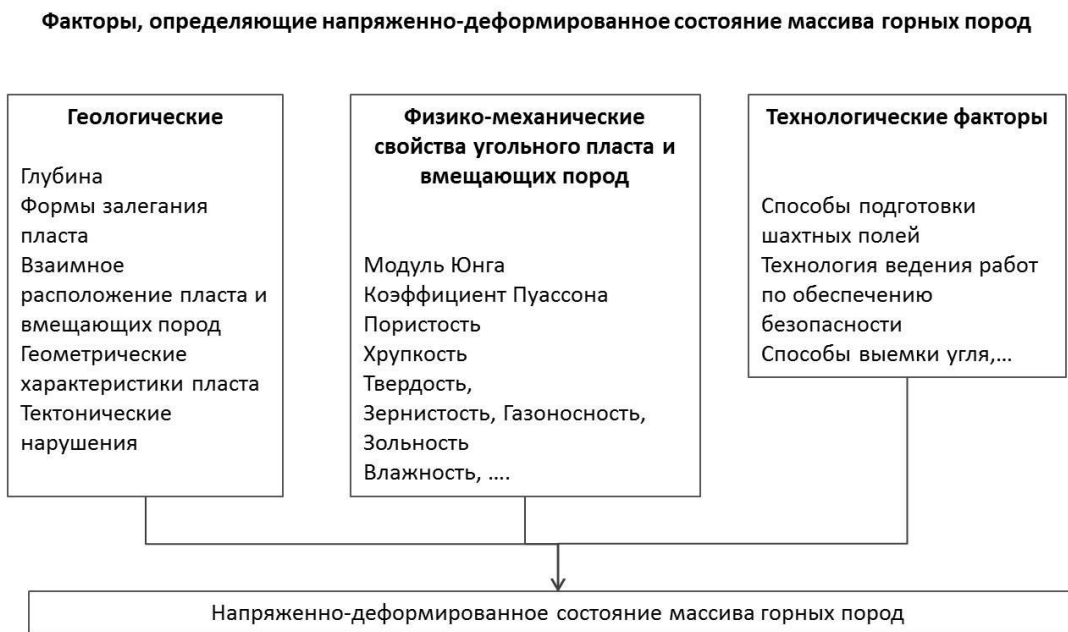 Факторы, определяющие напряженно-деформированное состояние массива горных пород
Геологические
Глубина
Формы залегания
пласта
Взаимное
расположение пласта и
вмещающих пород
Геометрические
характеристики пласта
Тектонические
нарушения
Физико-механические
свойства угольного пласта и
вмещающих пород
Модуль Юнга
Коэффициент Пуассона
Пористость
Хрупкость
Твердость,
Зернистость, Газоносность,
Зольность
Влажность, ....
Технологические факторы
Способы подготовки
шахтных полей
Технология ведения работ
по обеспечению
безопасности
Способы выемки угля,...
Напряженно-деформированное состояние массива горных пород